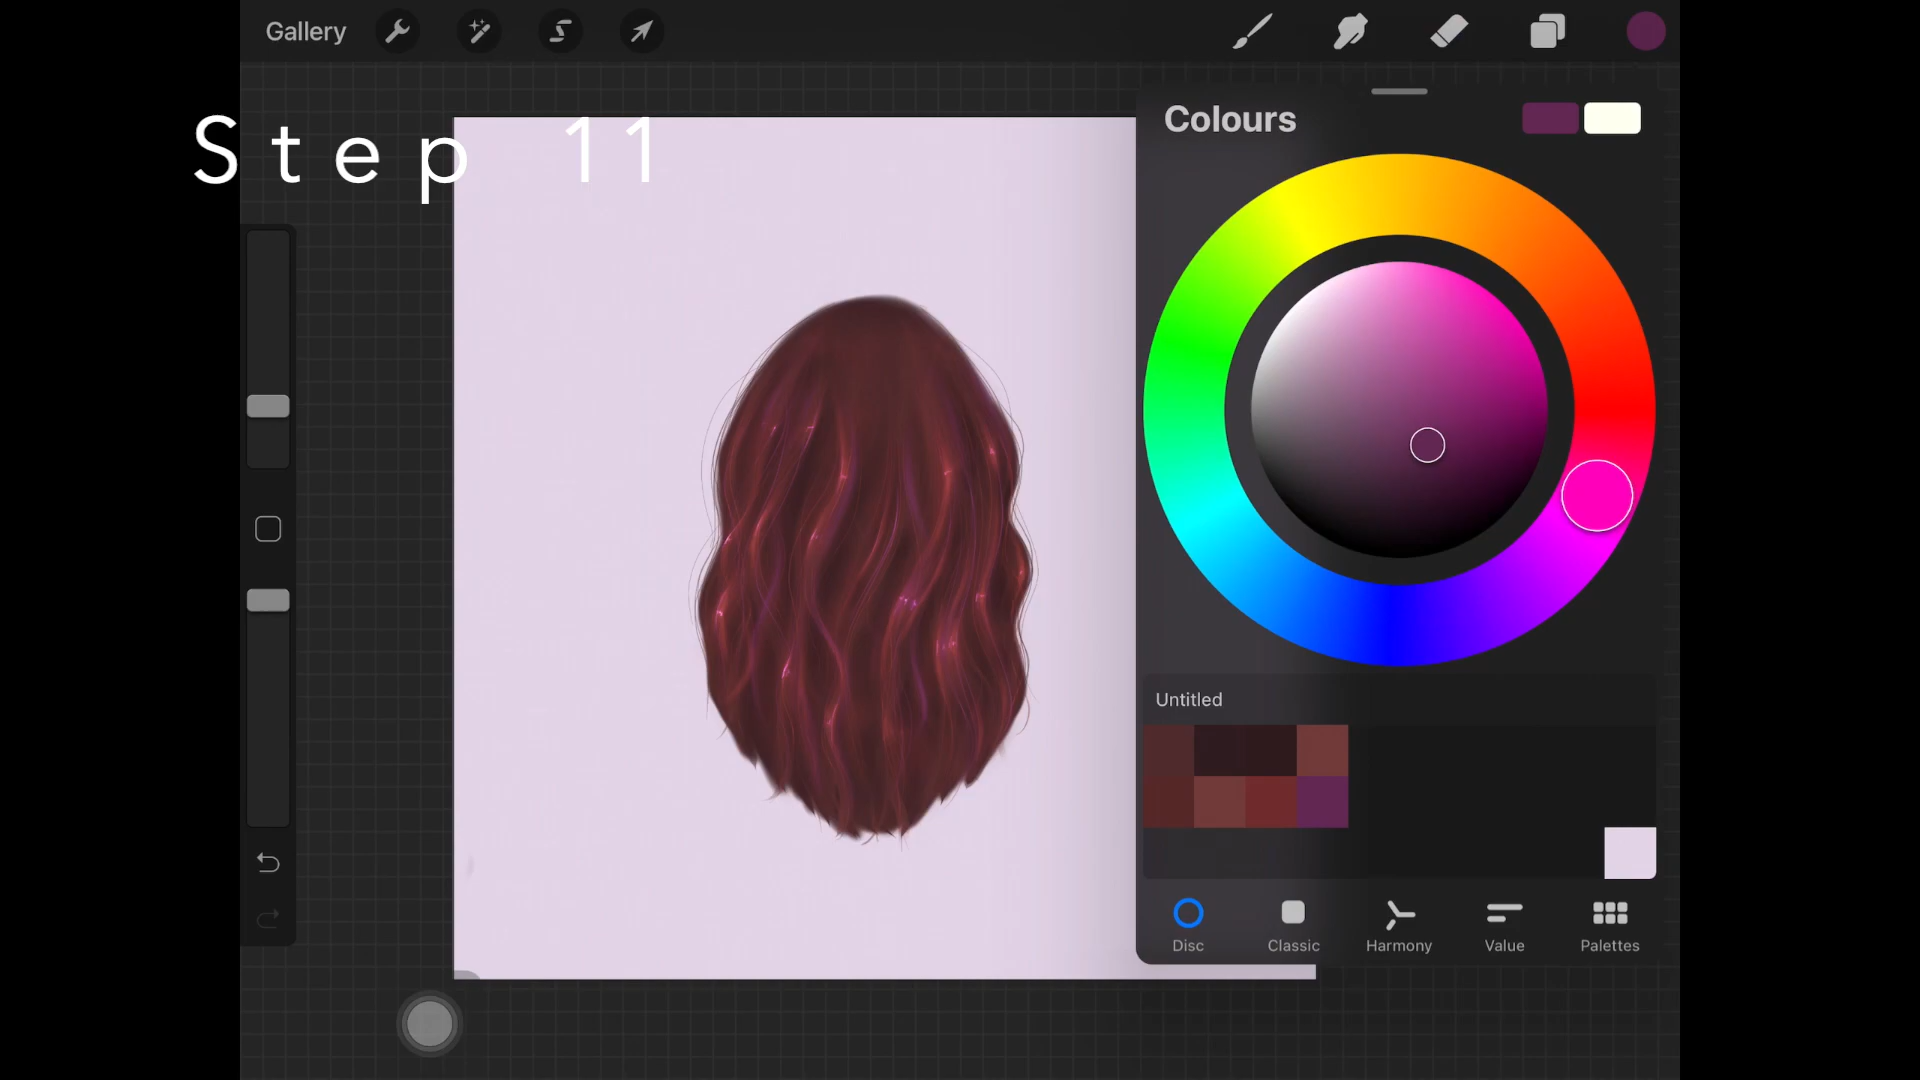 Gallery
Step 11
Colours
Untitled
Disc
Classic
Harmony
Value
Palettes